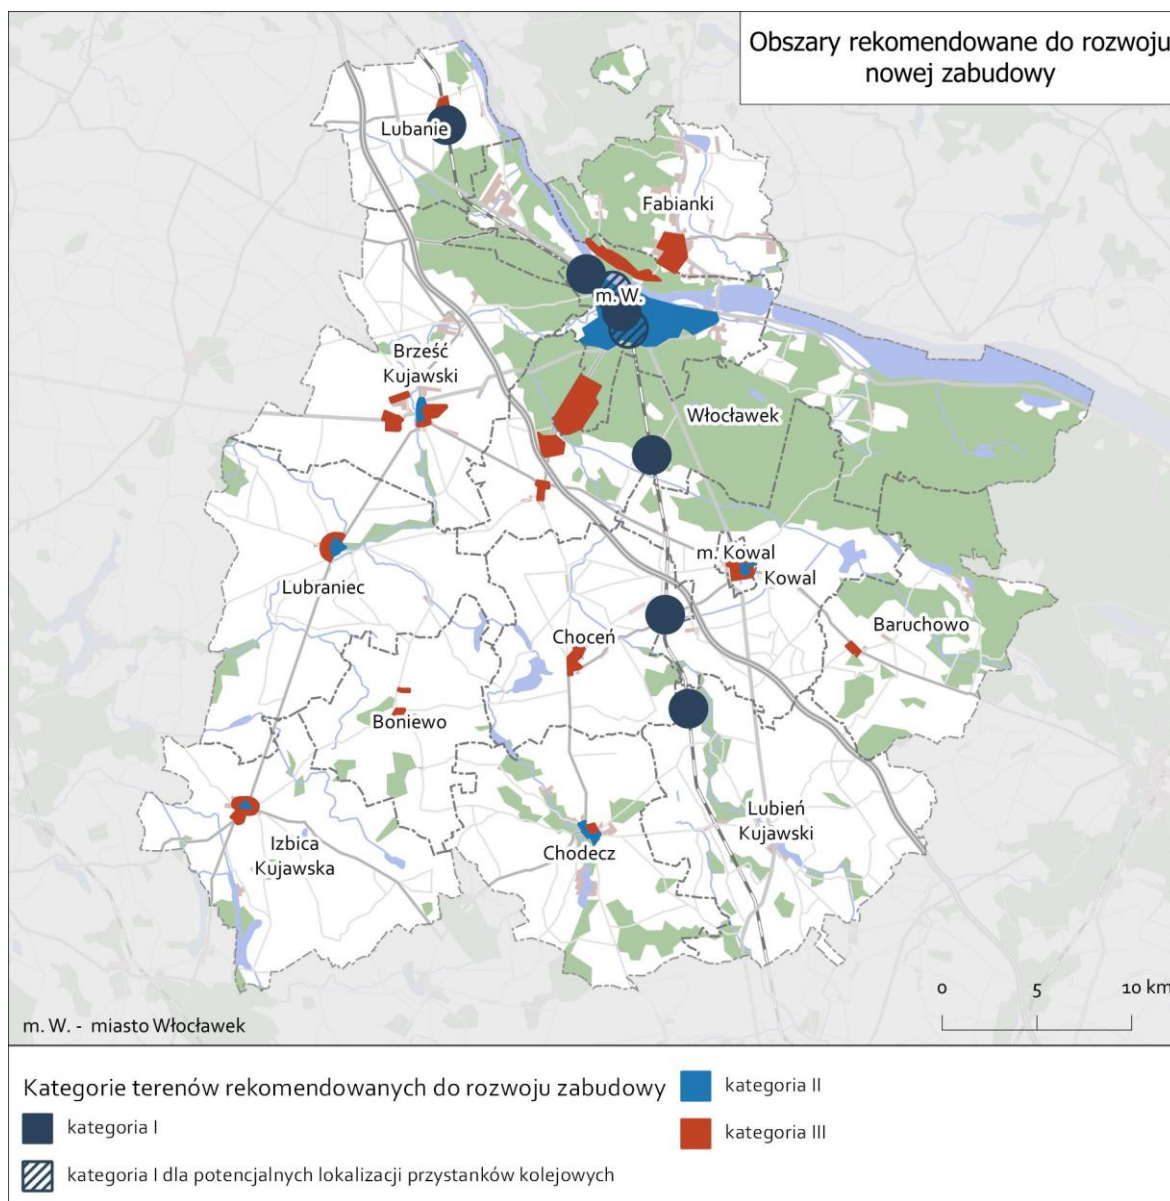 Obszary rekomendowane do rozwoju
nowej zabudowy
Lubanie
Fabianki
m. W.
Brześć
Kujawski
Włocławek
m. Kowal
Kowal
Lubraniec
Baruchowo
Choceń
Boniewo
Lubień
Kujawski
Izbica
Kujawska
Chodecz
0 5 10 km
m. W. - miasto Włocławek
Kategorie terenów rekomendowanych do rozwoju zabudowy
kategoria I
kategoria I dla potencjalnych lokalizacji przystanków kolejowych
kategoria II
kategoria III